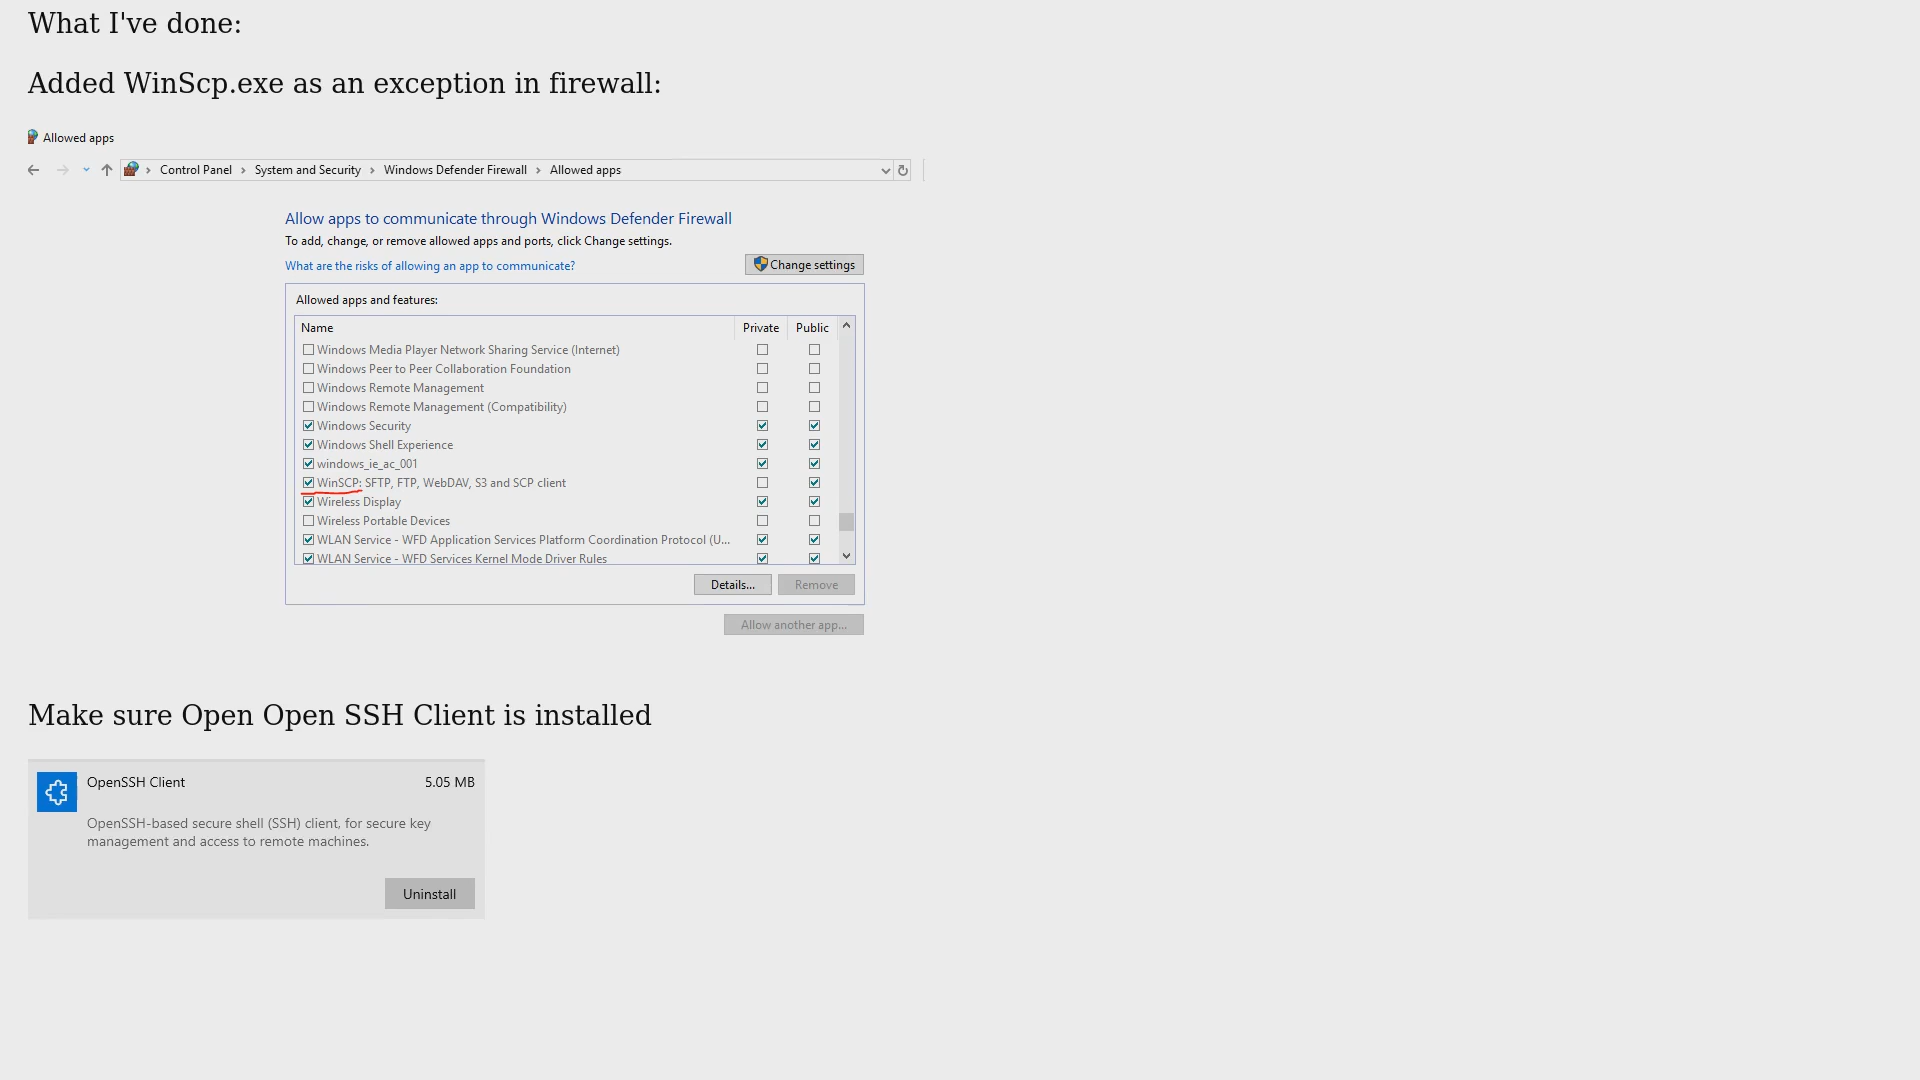 What I've done:
Added WinScp.exe as an exception in firewall:
Allowed apps
Control Panel > System and Security > Windows Defender Firewall > Allowed apps
Allow apps to communicate through Windows Defender Firewall
To add, change, or remove allowed apps and ports, click Change settings.
What are the risks of allowing an app to communicate?
Change settings
Allowed apps and features:
Name Private Public
Windows Media Player Network Sharing Service (Internet)
Windows Peer to Peer Collaboration Foundation
Windows Remote Management
Windows Remote Management (Compatibility)
Windows Security
Windows Shell Experience
windows_ie_ac_001
WinSCP: SFTP, FTP, WebDAV, S3 and SCP client
Wireless Display
Wireless Portable Devices
WLAN Service - WFD Application Services Platform Coordination Protocol (U...
WLAN Service - WFD Services Kernel Mode Driver Rules
Details... Remove
Allow another app...
Make sure Open Open SSH Client is installed
OpenSSH Client 5.05 MB
OpenSSH-based secure shell (SSH) client, for secure key
management and access to remote machines.
Uninstall